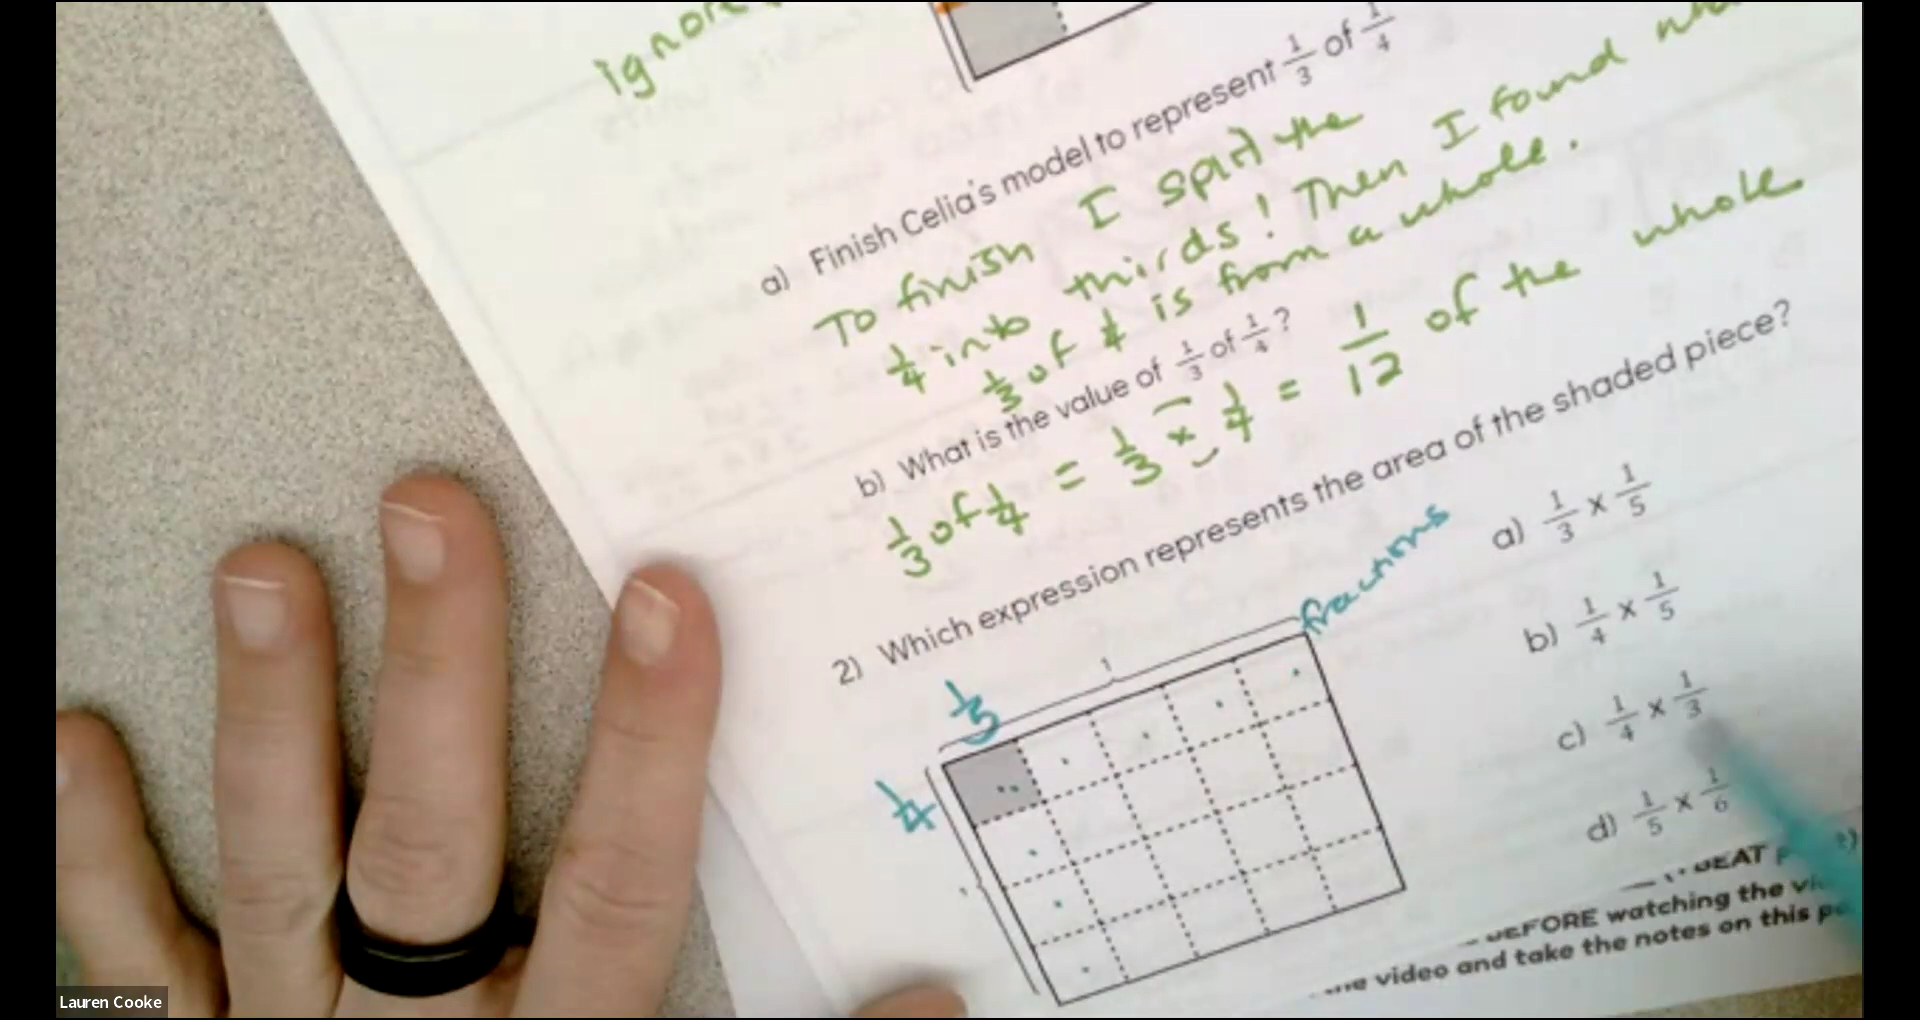 ignore
a) Finish Celia's model to represent 1/3 of 1/4
To finish I split the
1/4 into thirds! Then I found
1/3 of 1/4 is from a whole.
b) What is the value of 1/3 of 1/4?
1/3 of 1/4 = 1/3 x 1/4 = 1/12 of the whole
2) Which expression represents the area of the shaded piece?
fractions
1
1/5
1/4
1
a) 1/3 x 1/5
b) 1/4 x 1/5
c) 1/4 x 1/3
d) 1/5 x 1/6
BEFORE watching the
video and take the notes on this
Lauren Cooke